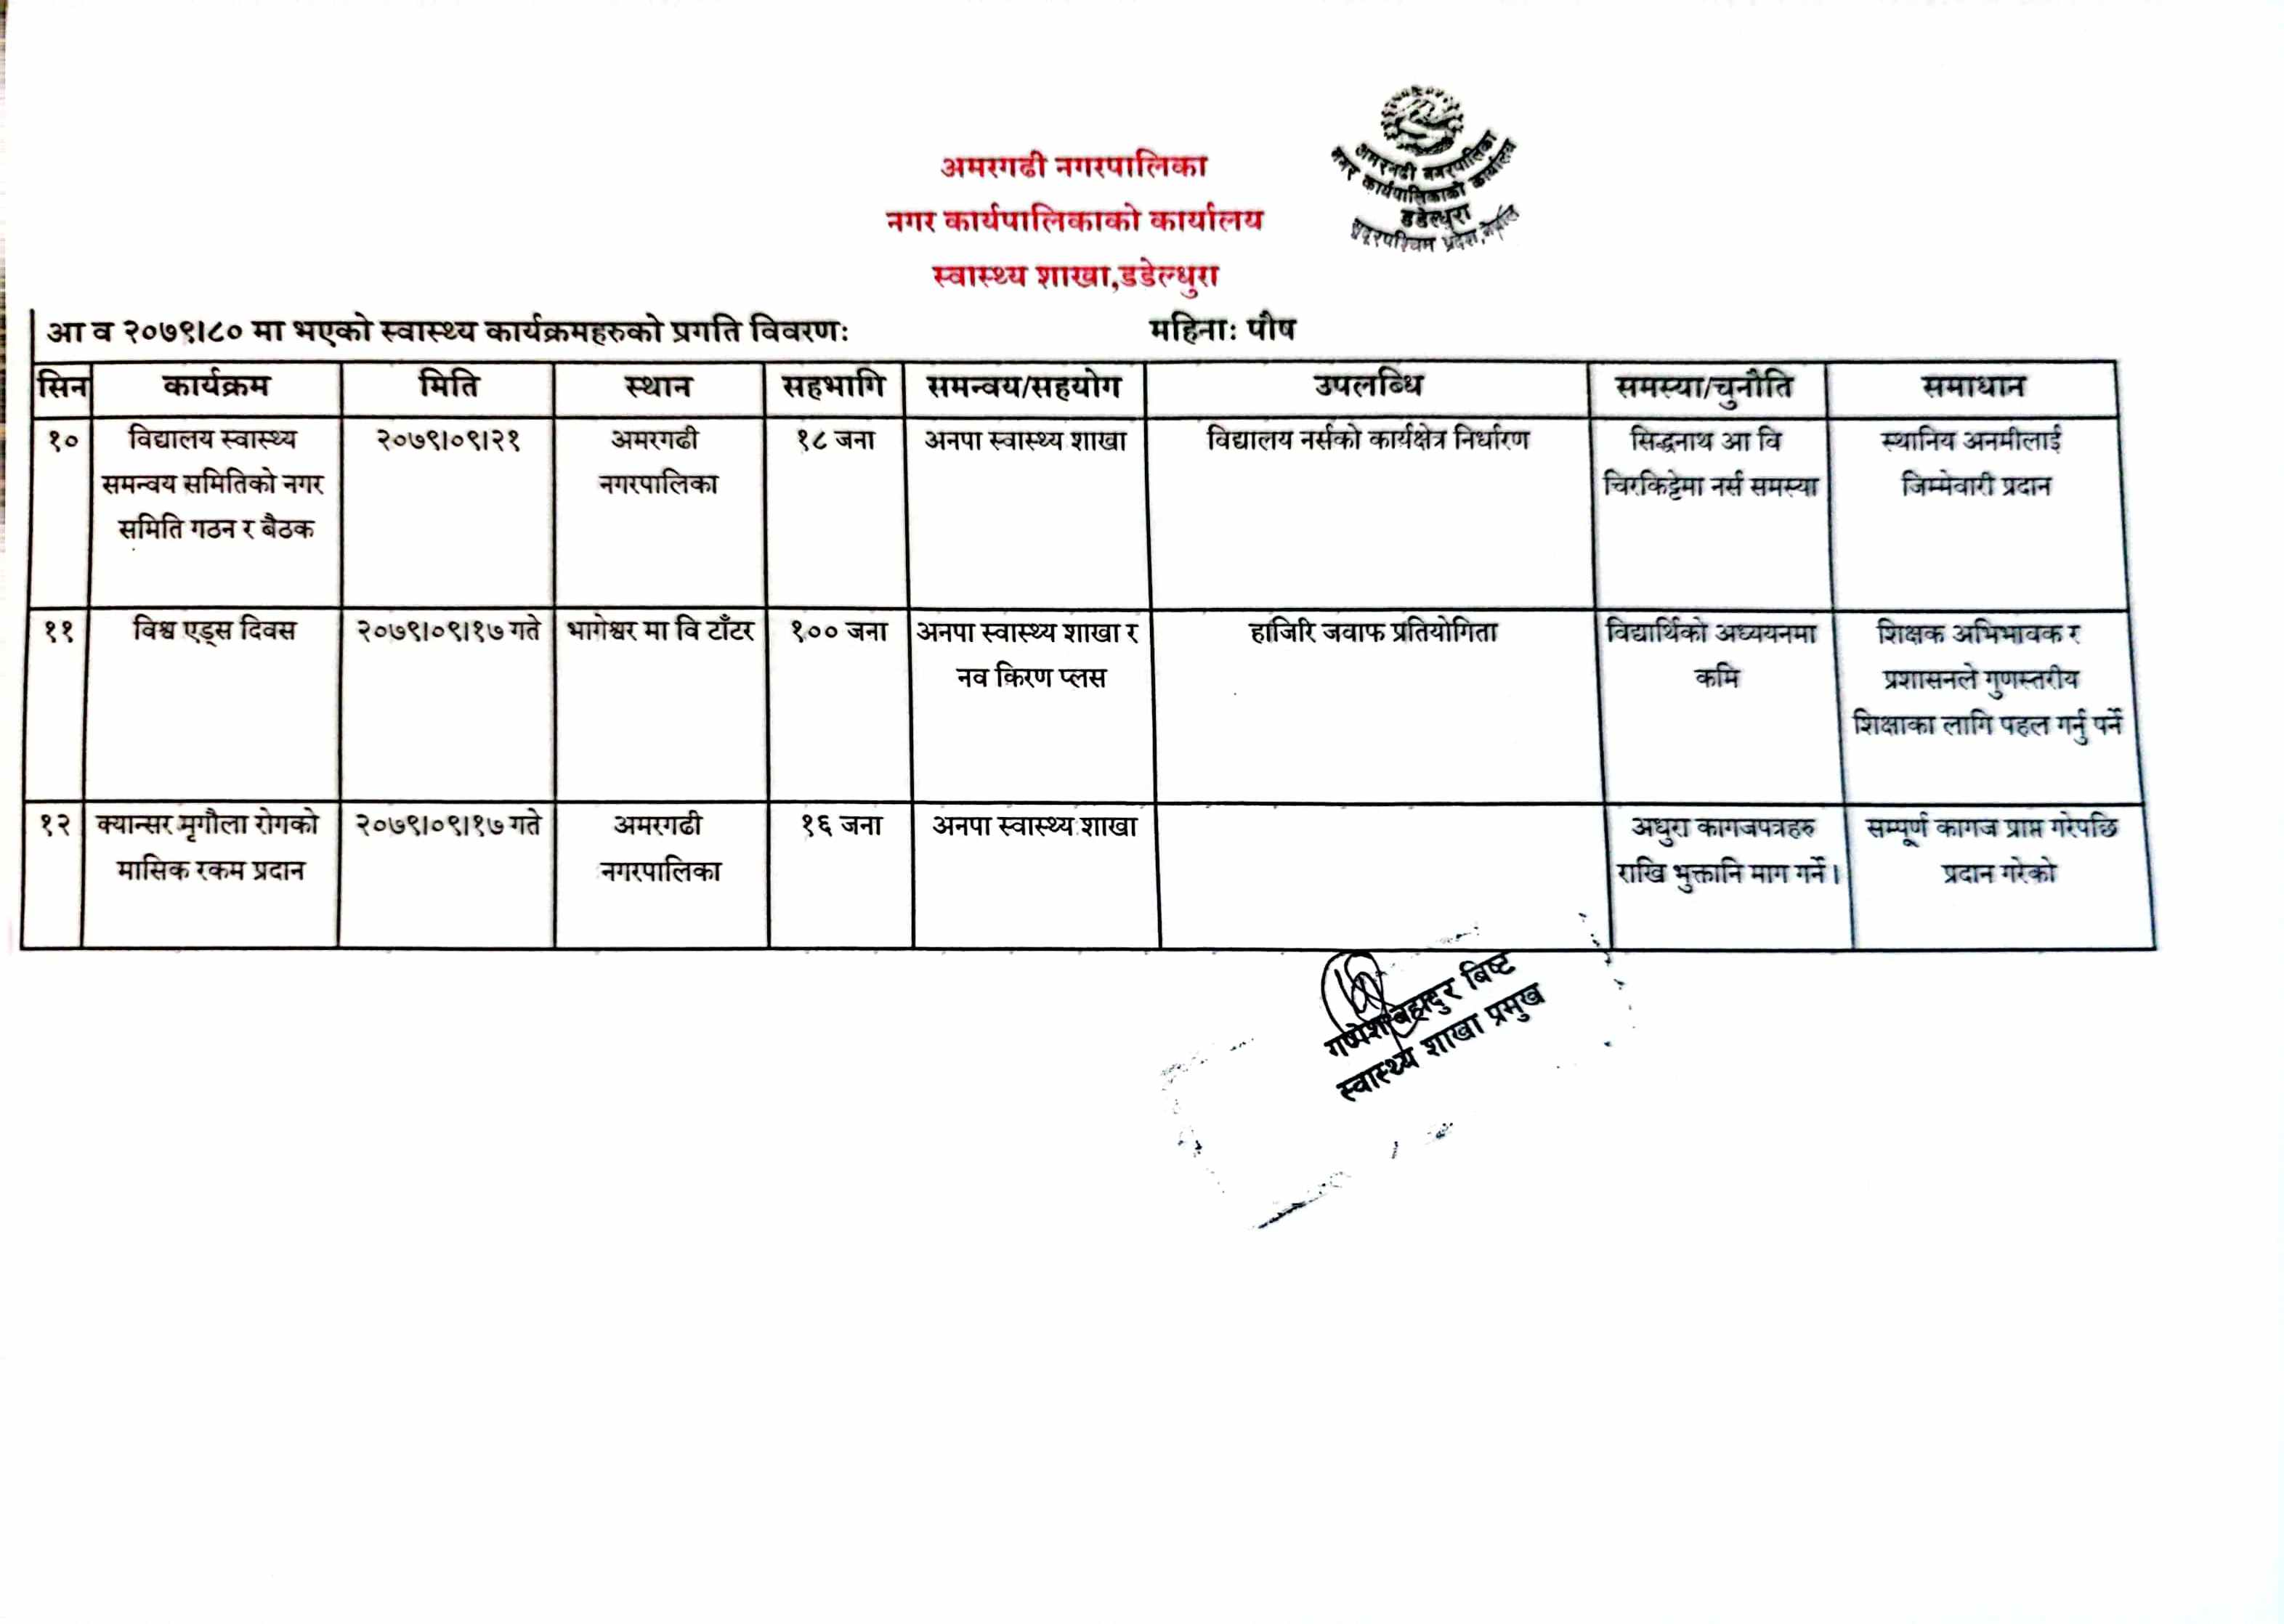 अमरगढी नगरपालिका
नगर कार्यपालिकाको कार्यालय
डडेल्धुरा
सुदूरपश्चिम प्रदेश, नेपाल
अमरगढी नगरपालिका
नगर कार्यपालिकाको कार्यालय
स्वास्थ्य शाखा,डडेल्धुरा
आ व २०७९।८० मा भएको स्वास्थ्य कार्यक्रमहरुको प्रगति विवरण: महिना: पौष
सिन कार्यक्रम मिति स्थान सहभागि समन्वय/सहयोग उपलब्धि समस्या/चुनौति समाधान
१० विद्यालय स्वास्थ्य २०७९।०९।२१ अमरगढी १८ जना अनपा स्वास्थ्य शाखा विद्यालय नर्सको कार्यक्षेत्र निर्धारण सिद्धनाथ आ वि स्थानिय अनमीलाई
समन्वय समितिको नगर नगरपालिका चिरकिट्टेमा नर्स समस्या जिम्मेवारी प्रदान
समिति गठन र बैठक
११ विश्व एड्स दिवस २०७९।०९।१७ गते भागेश्वर मा वि टाँटर १०० जना अनपा स्वास्थ्य शाखा र हाजिरि जवाफ प्रतियोगिता विद्यार्थिको अध्ययनमा शिक्षक अभिभावक र
नव किरण प्लस कमि प्रशासनले गुणस्तरीय
शिक्षाका लागि पहल गर्नु पर्ने
१२ क्यान्सर मृगौला रोगको २०७९।०९।१७ गते अमरगढी १६ जना अनपा स्वास्थ्य शाखा अधुरा कागजपत्रहरु सम्पूर्ण कागज प्राप्त गरेपछि
मासिक रकम प्रदान नगरपालिका राखि भुक्तानि माग गर्ने। प्रदान गरेको
गणेश बहादुर बिष्ट
स्वास्थ्य शाखा प्रमुख